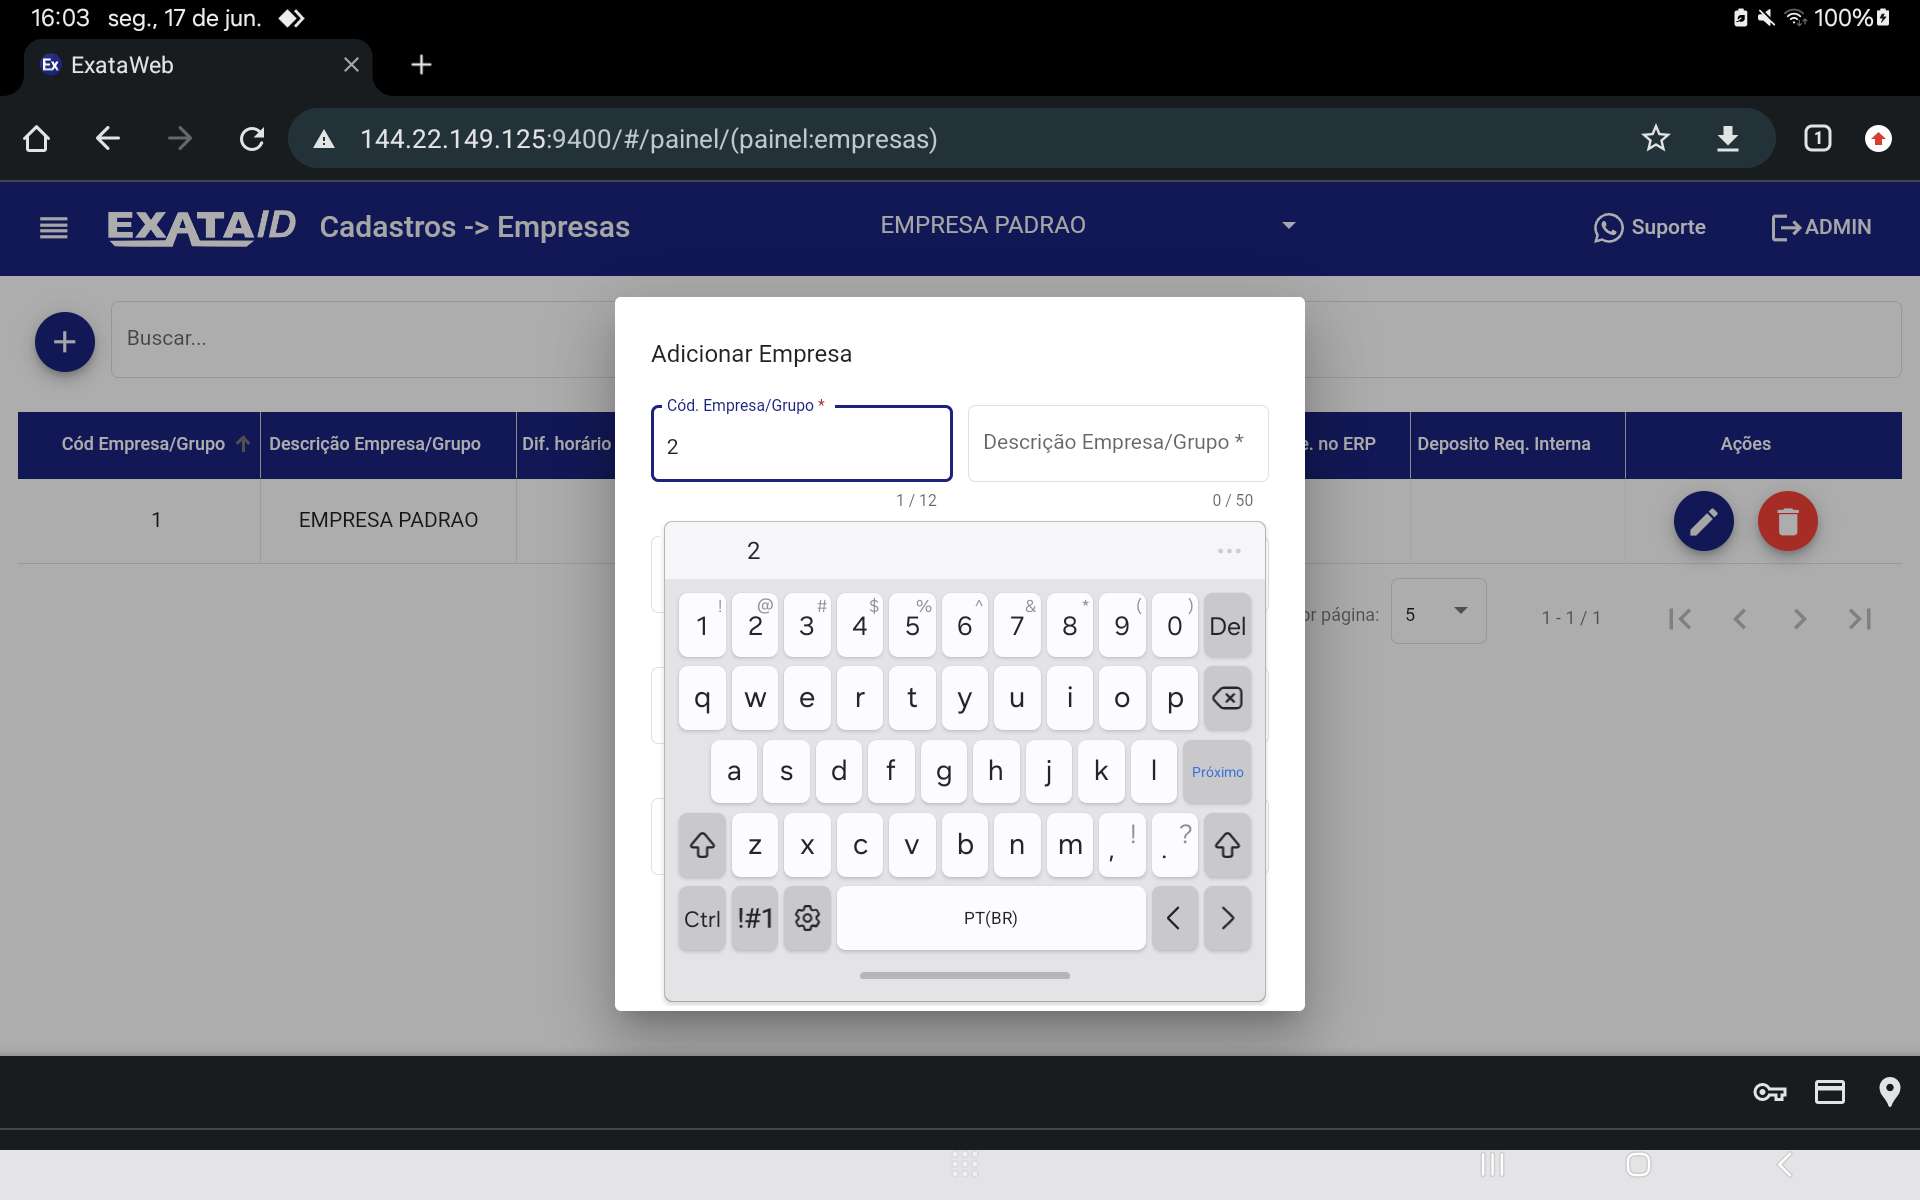 16:03 seg., 17 de jun. 100%
Ex ExataWeb
144.22.149.125:9400/#/painel/(painel:empresas) 1
EXATA/ID Cadastros -> Empresas EMPRESA PADRAO Suporte ADMIN
Buscar...
Cód Empresa/Grupo Descrição Empresa/Grupo Dif. horário e. no ERP Deposito Req. Interna Ações
1 EMPRESA PADRAO
or página: 5 1 - 1 / 1
Adicionar Empresa
Cód. Empresa/Grupo *
2 Descrição Empresa/Grupo *
1 / 12 0 / 50
2 ...
! @ # $ % ^ & * ( )
1 2 3 4 5 6 7 8 9 0 Del
q w e r t y u i o p
a s d f g h j k l Próximo
z x c v b n m , ! . ?
Ctrl !#1 PT(BR) < >